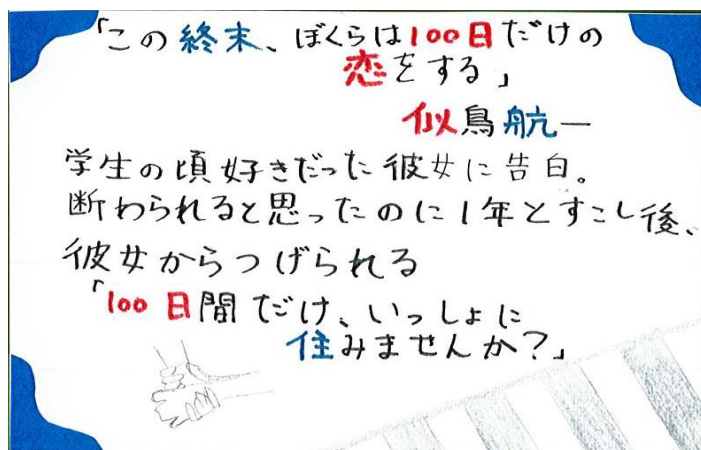 「この終末、ぼくらは100日だけの
恋をする」
似鳥航一
学生の頃好きだった彼女に告白。
断わられると思ったのに1年とすこし後、
彼女からつげられる
「100日間だけ、いっしょに
住みませんか?」